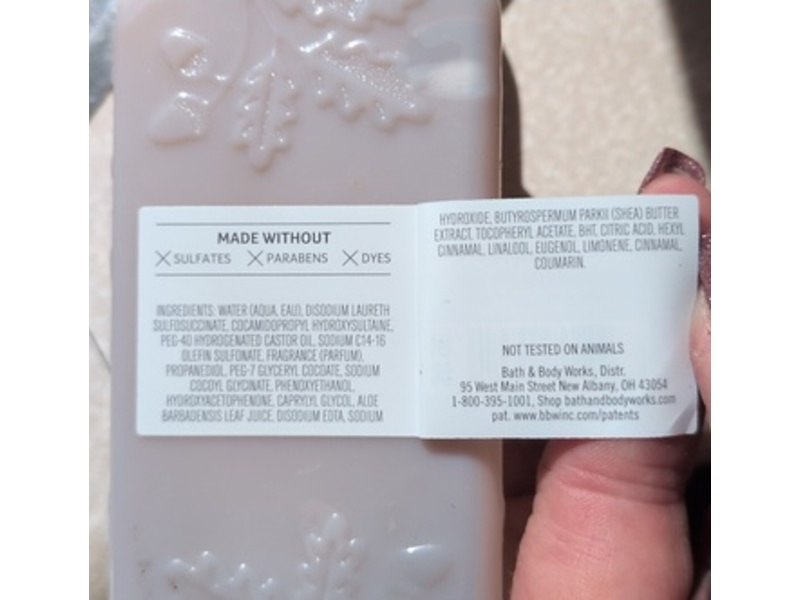 MADE WITHOUT
SULFATES PARABENS DYES
INGREDIENTS: WATER (AQUA, EAU), DISODIUM LAURETH
SULFOSUCCINATE, COCAMIDOPROPYL HYDROXYSULTAINE,
PEG-40 HYDROGENATED CASTOR OIL, SODIUM C14-16
OLEFIN SULFONATE, FRAGRANCE (PARFUM),
PROPANEDIOL, PEG-7 GLYCERYL COCOATE, SODIUM
COCOYL GLYCINATE, PHENOXYETHANOL,
HYDROXYACETOPHENONE, CAPRYLYL GLYCOL, ALOE
BARBADENSIS LEAF JUICE, DISODIUM EDTA, SODIUM
HYDROXIDE, BUTYROSPERMUM PARKII (SHEA) BUTTER
EXTRACT, TOCOPHERYL ACETATE, BHT, CITRIC ACID, HEXYL
CINNAMAL, LINALOOL, EUGENOL, LIMONENE, CINNAMAL,
COUMARIN.
NOT TESTED ON ANIMALS
Bath & Body Works, Distr.
95 West Main Street New Albany, OH 43054
1-800-395-1001, Shop bathandbodyworks.com
pat. www.bbwinc.com/patents